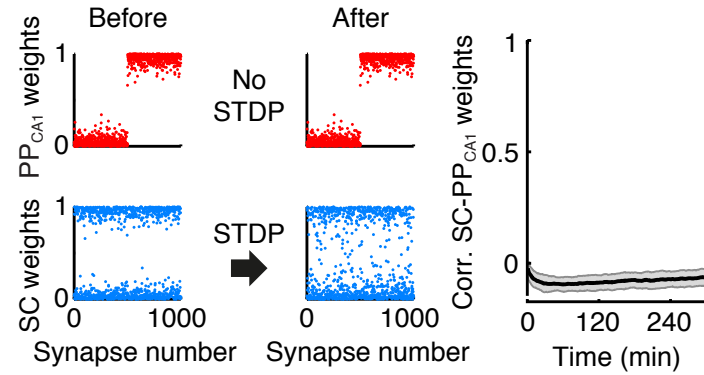 Before
After
PP_CA1 weights
1
0
No
STDP
SC weights
1
0
0
1000
Synapse number
STDP
0
1000
Synapse number
Corr. SC-PP_CA1 weights
1
0.5
0
0
120
240
Time (min)